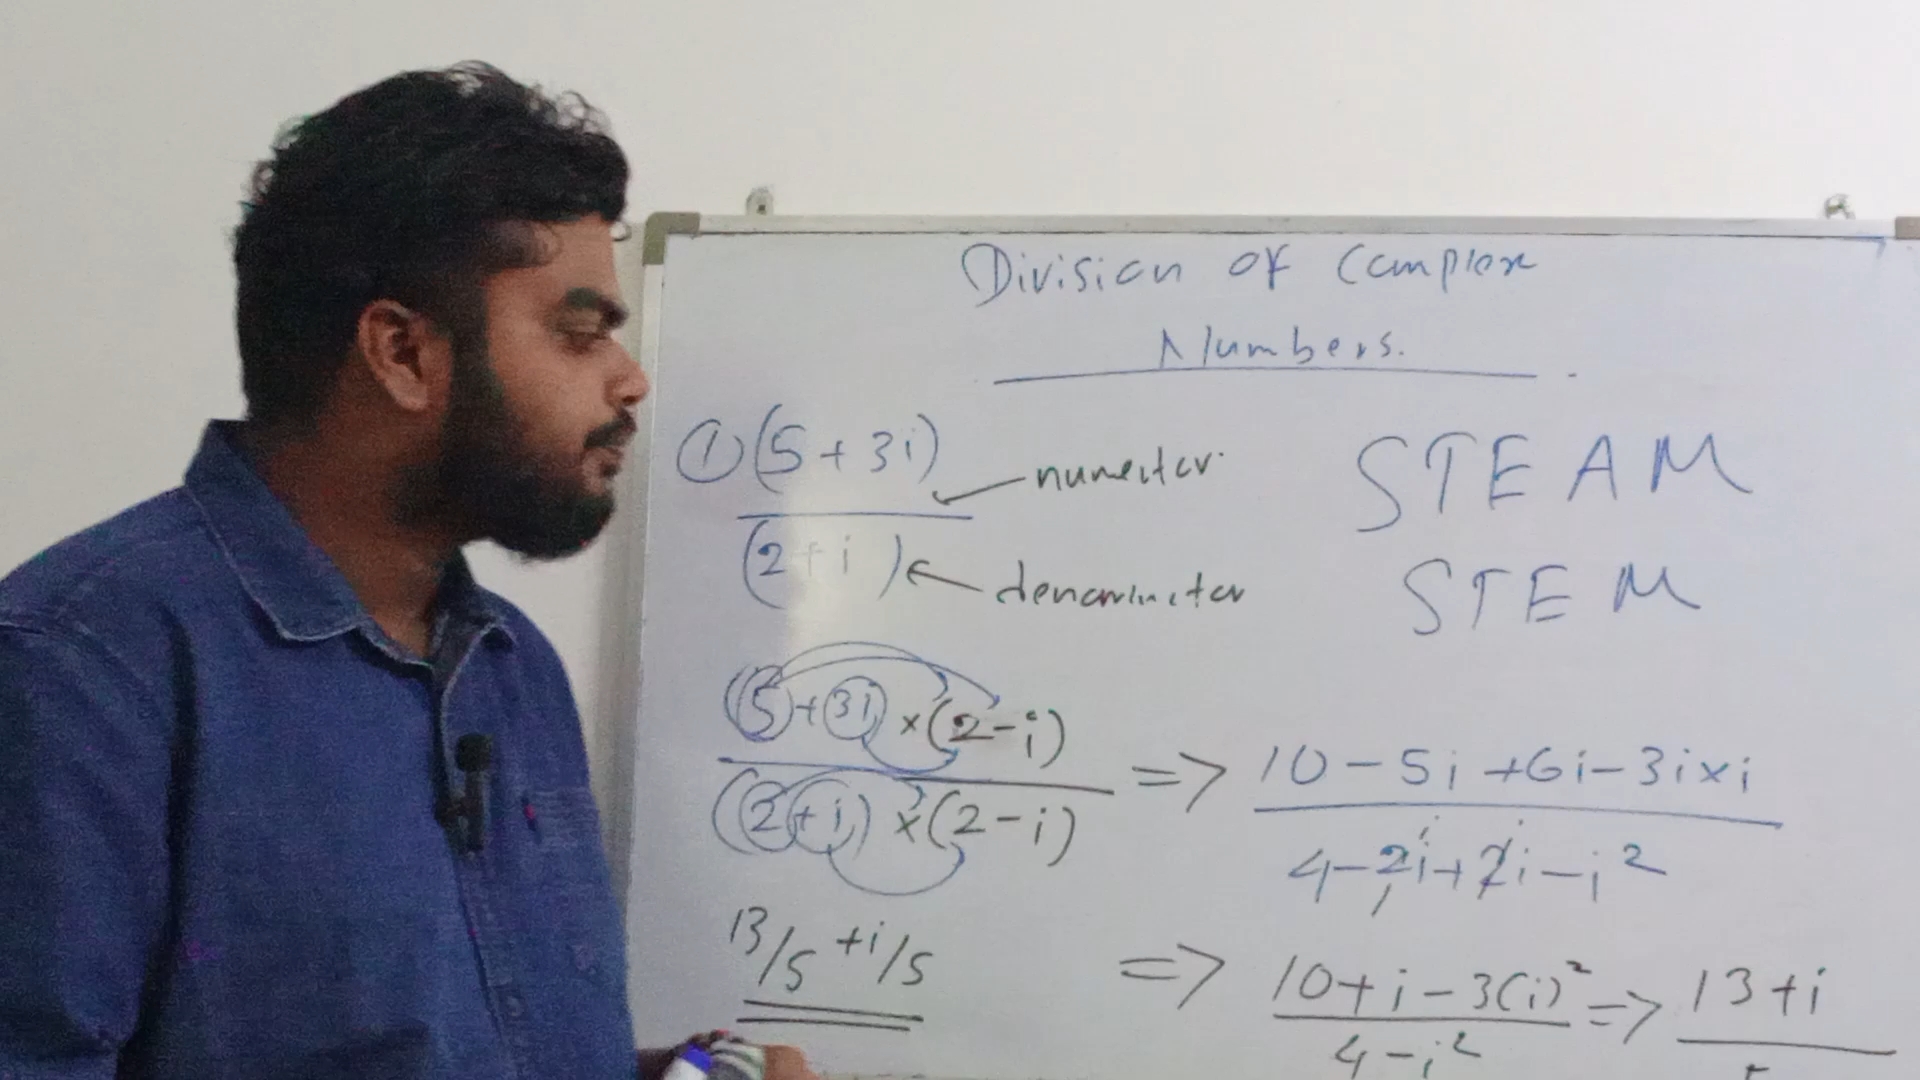 Division of Complex
Numbers.
① (5 + 3i)
numeitor
(2 + i)
denominator
STEAM
STEM
(5 + 3i × (2 - i)
(2 + i) × (2 - i)
=> 10 - 5i + 6i - 3i × i
4 - 2i + 2i - i²
13/5 + i/5
=> 10 + i - 3(i)² => 13 + i
4 - i²